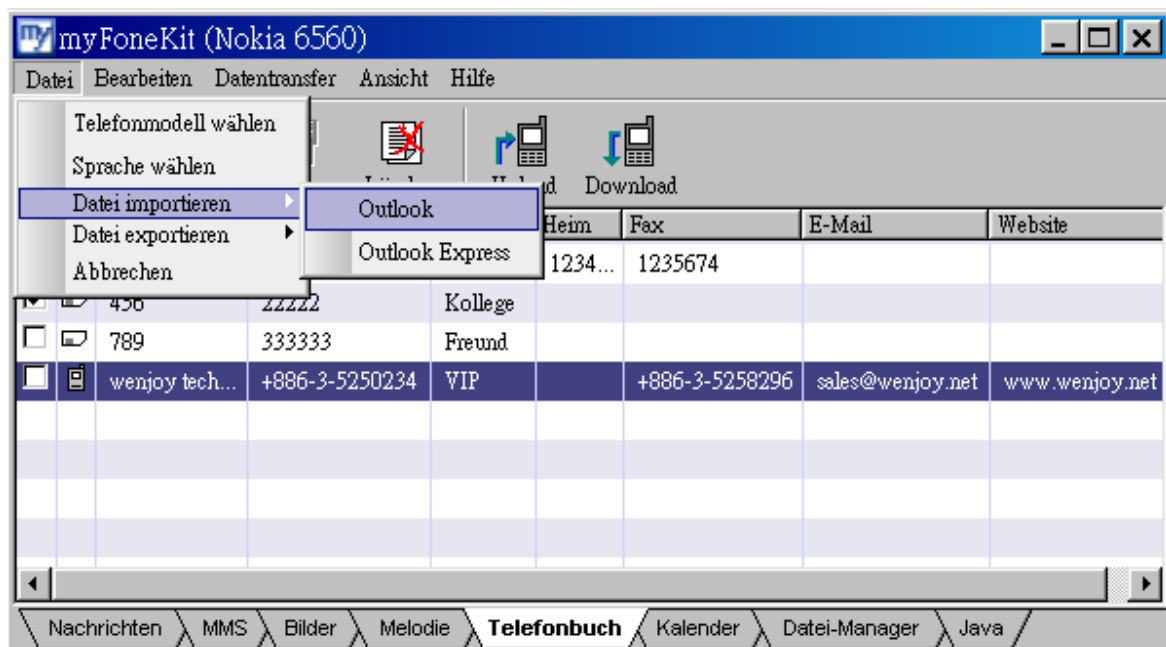 my myFoneKit (Nokia 6560)
Datei Bearbeiten Datentransfer Ansicht Hilfe
Telefonmodell wählen
Sprache wählen
Datei importieren
Datei exportieren
Abbrechen
Outlook
Outlook Express
Download
Heim Fax E-Mail Website
1234... 1235674
456 22222 Kollege
789 333333 Freund
wenjoy tech... +886-3-5250234 VIP +886-3-5258296 sales@wenjoy.net www.wenjoy.net
Nachrichten MMS Bilder Melodie Telefonbuch Kalender Datei-Manager Java